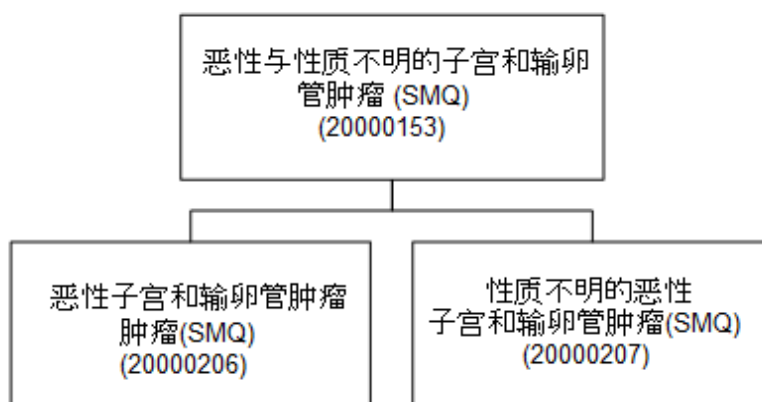 恶性与性质不明的子宫和输卵
管肿瘤 (SMQ)
(20000153)
恶性子宫和输卵管肿瘤
肿瘤(SMQ)
(20000206)
性质不明的恶性
子宫和输卵管肿瘤(SMQ)
(20000207)